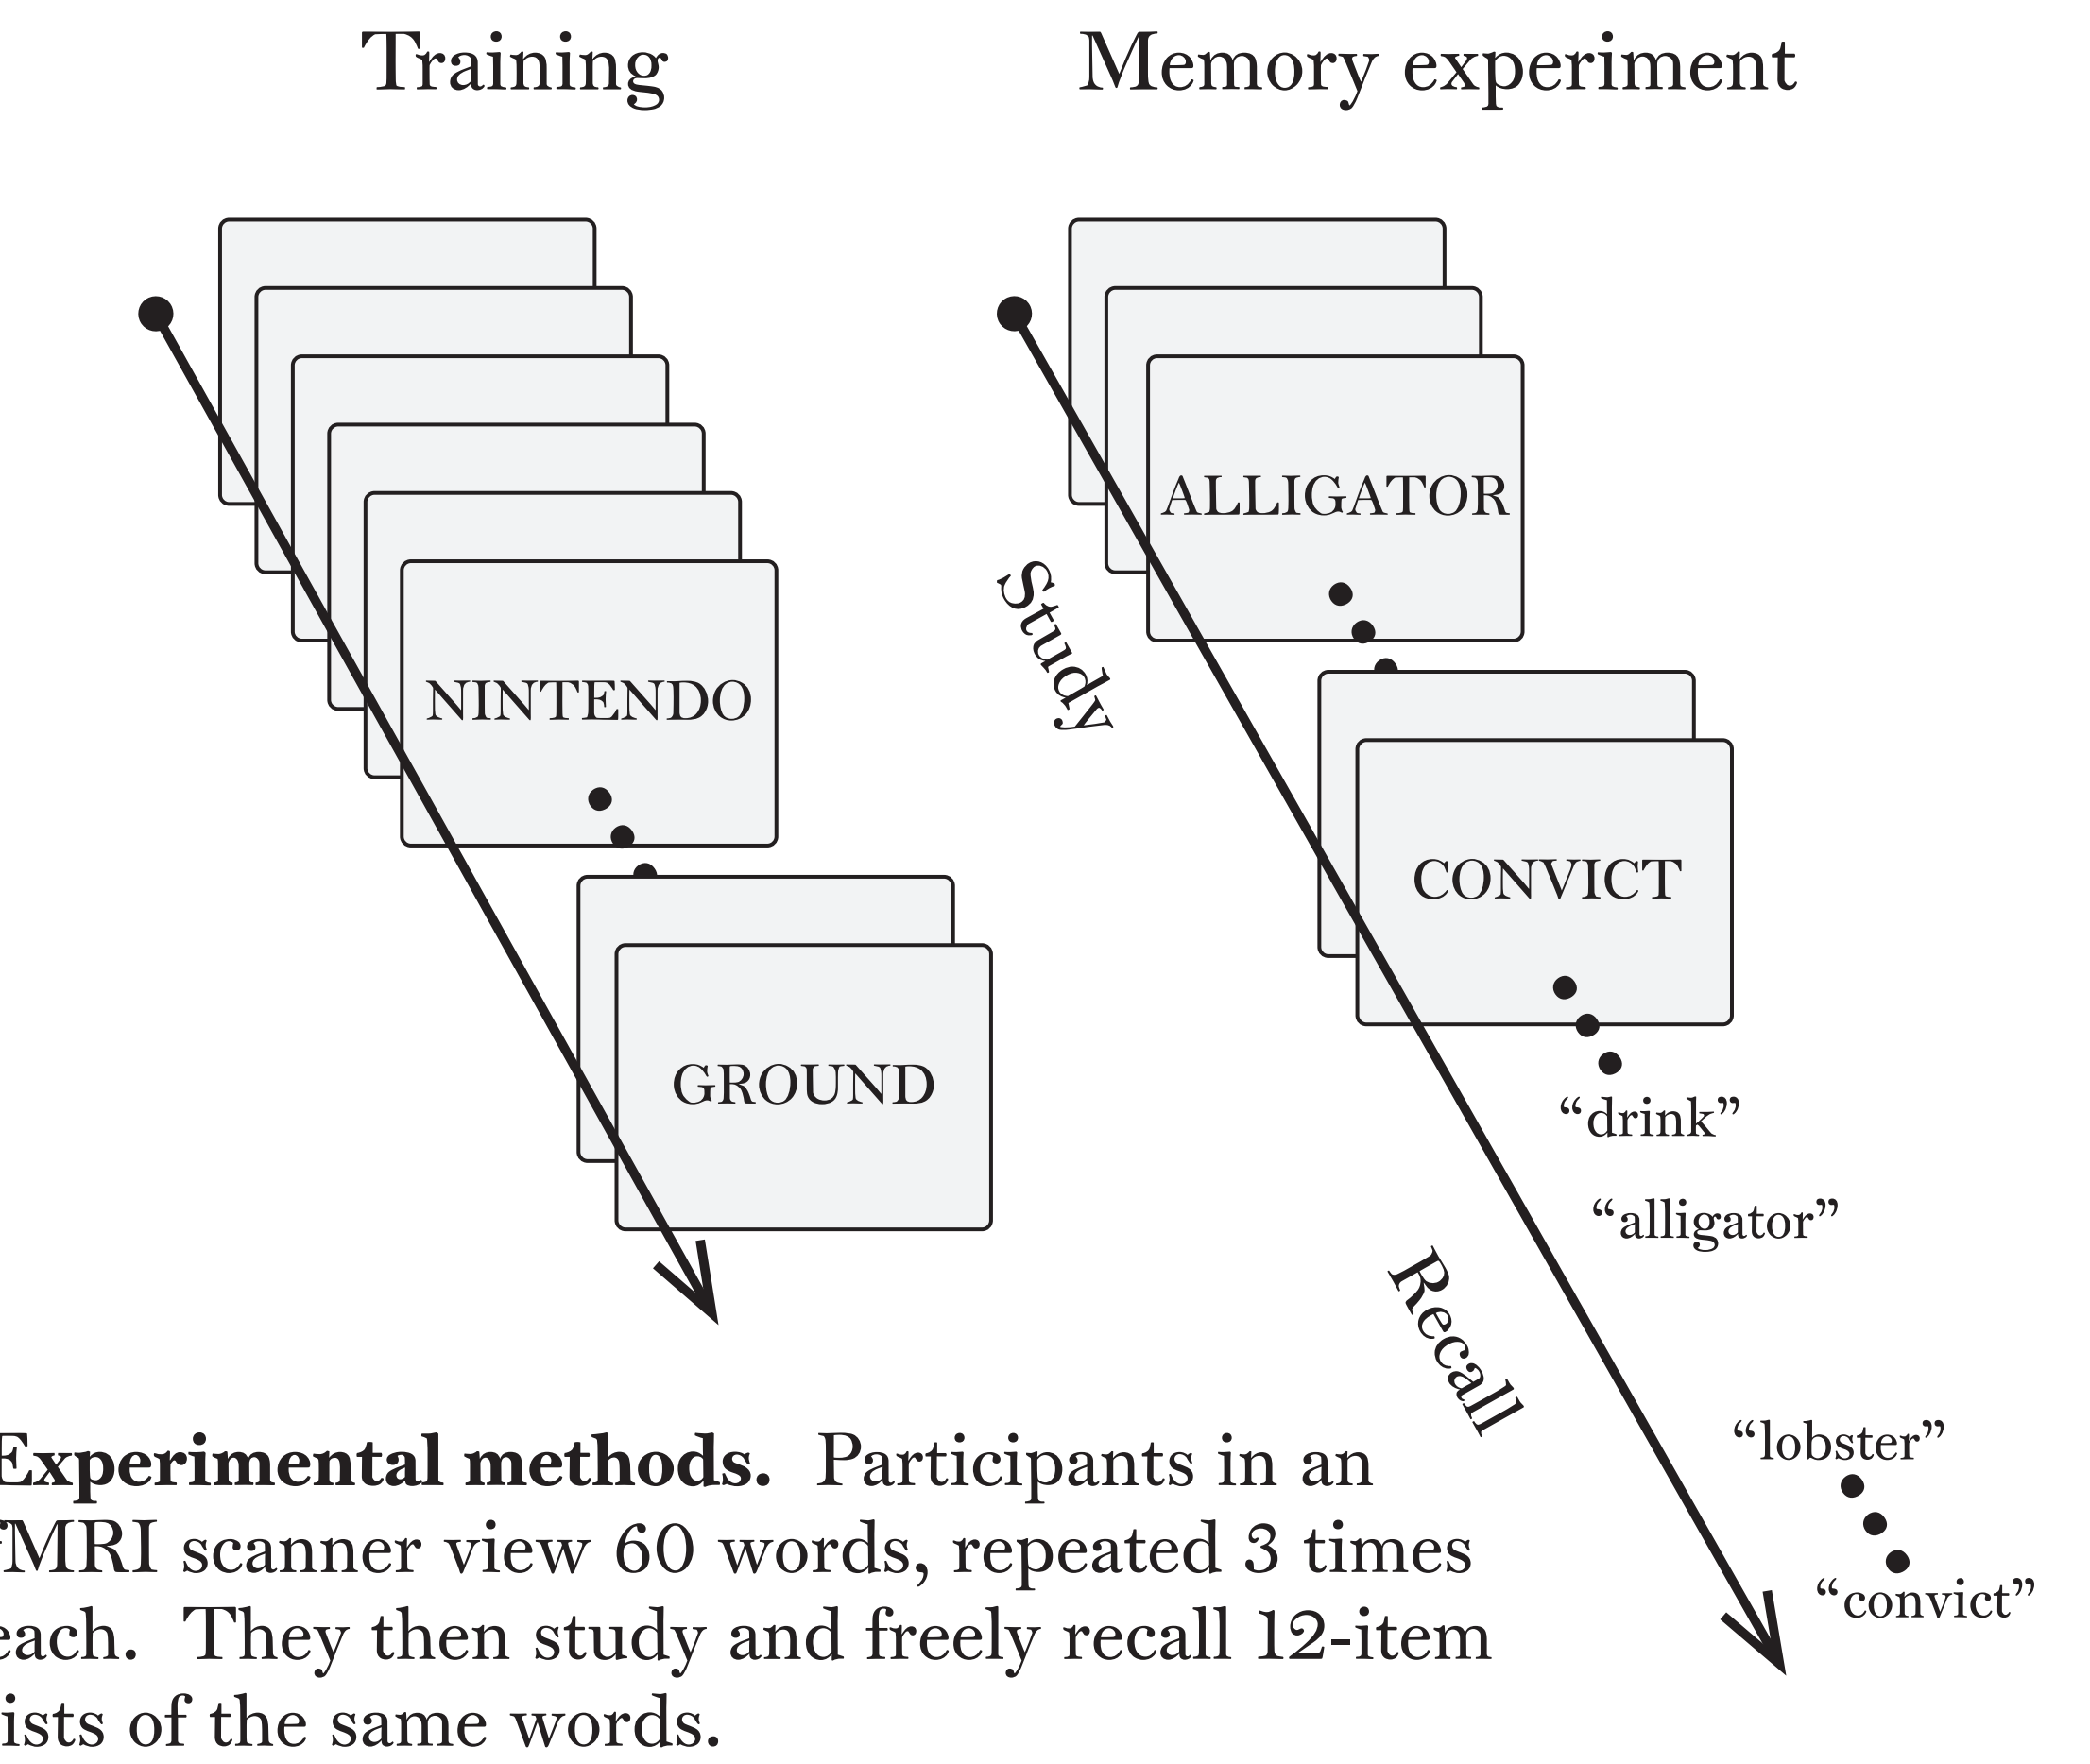 Training
Memory experiment
NINTENDO
GROUND
Study
ALLIGATOR
CONVICT
Recall
“drink”
“alligator”
“lobster”
“convict”
Experimental methods. Participants in an
fMRI scanner view 60 words, repeated 3 times
each. They then study and freely recall 12-item
ists of the same words.